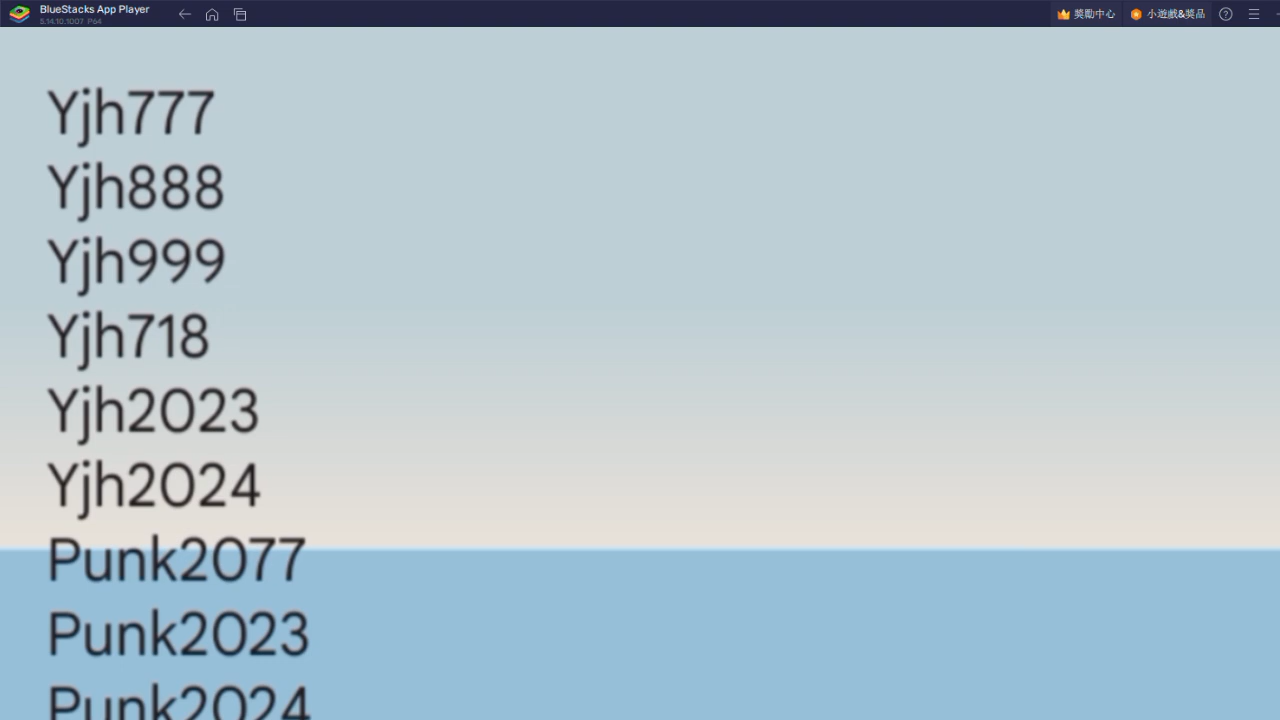 BlueStacks App Player
5.14.10.1007 P64
獎勵中心
小遊戲&獎品
Yjh777
Yjh888
Yjh999
Yjh718
Yjh2023
Yjh2024
Punk2077
Punk2023
Punk2024